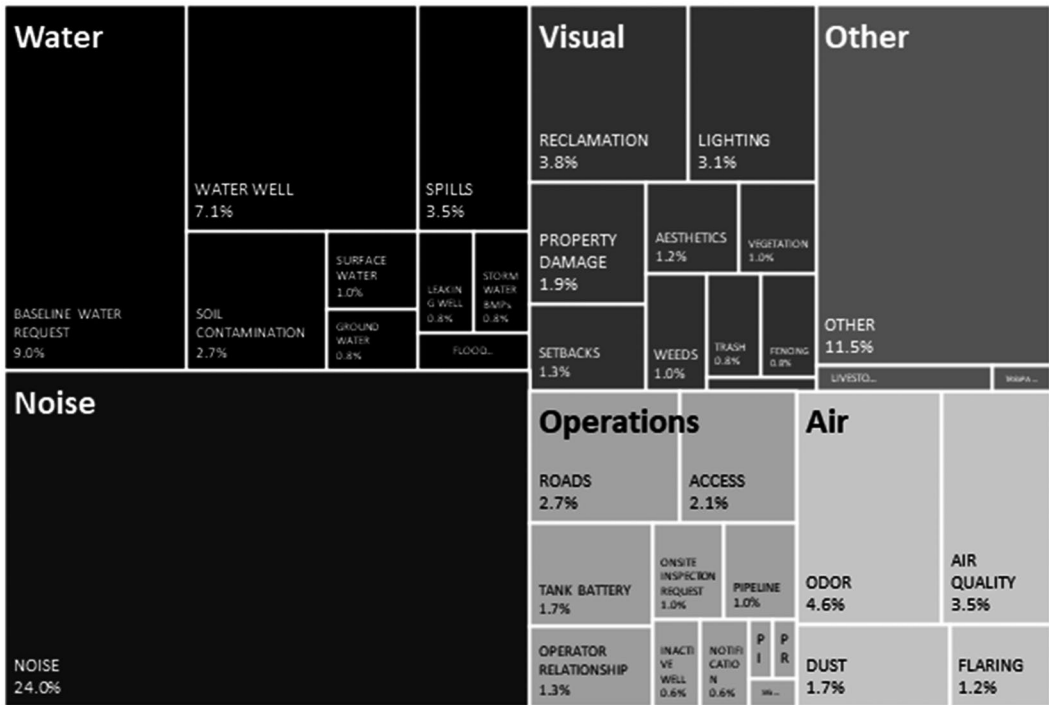 Water
BASELINE WATER
REQUEST
9.0%
WATER WELL
7.1%
SPILLS
3.5%
SOIL
CONTAMINATION
2.7%
SURFACE
WATER
1.0%
GROUND
WATER
0.8%
LEAKIN
G WELL
0.8%
STORM
WATER
BMPs
0.8%
FLOOD...
Noise
NOISE
24.0%
Visual
RECLAMATION
3.8%
LIGHTING
3.1%
PROPERTY
DAMAGE
1.9%
AESTHETICS
1.2%
VEGETATION
1.0%
SETBACKS
1.3%
WEEDS
1.0%
TRASH
0.8%
FENCING
0.8%
Other
OTHER
11.5%
LIVESTO...
Operations
ROADS
2.7%
ACCESS
2.1%
TANK BATTERY
1.7%
ONSITE
INSPECTION
REQUEST
1.0%
PIPELINE
1.0%
OPERATOR
RELATIONSHIP
1.3%
INACTI
VE
WELL
0.6%
NOTIFI
CATIO
N
0.6%
P
I
P
R
Air
ODOR
4.6%
AIR
QUALITY
3.5%
DUST
1.7%
FLARING
1.2%